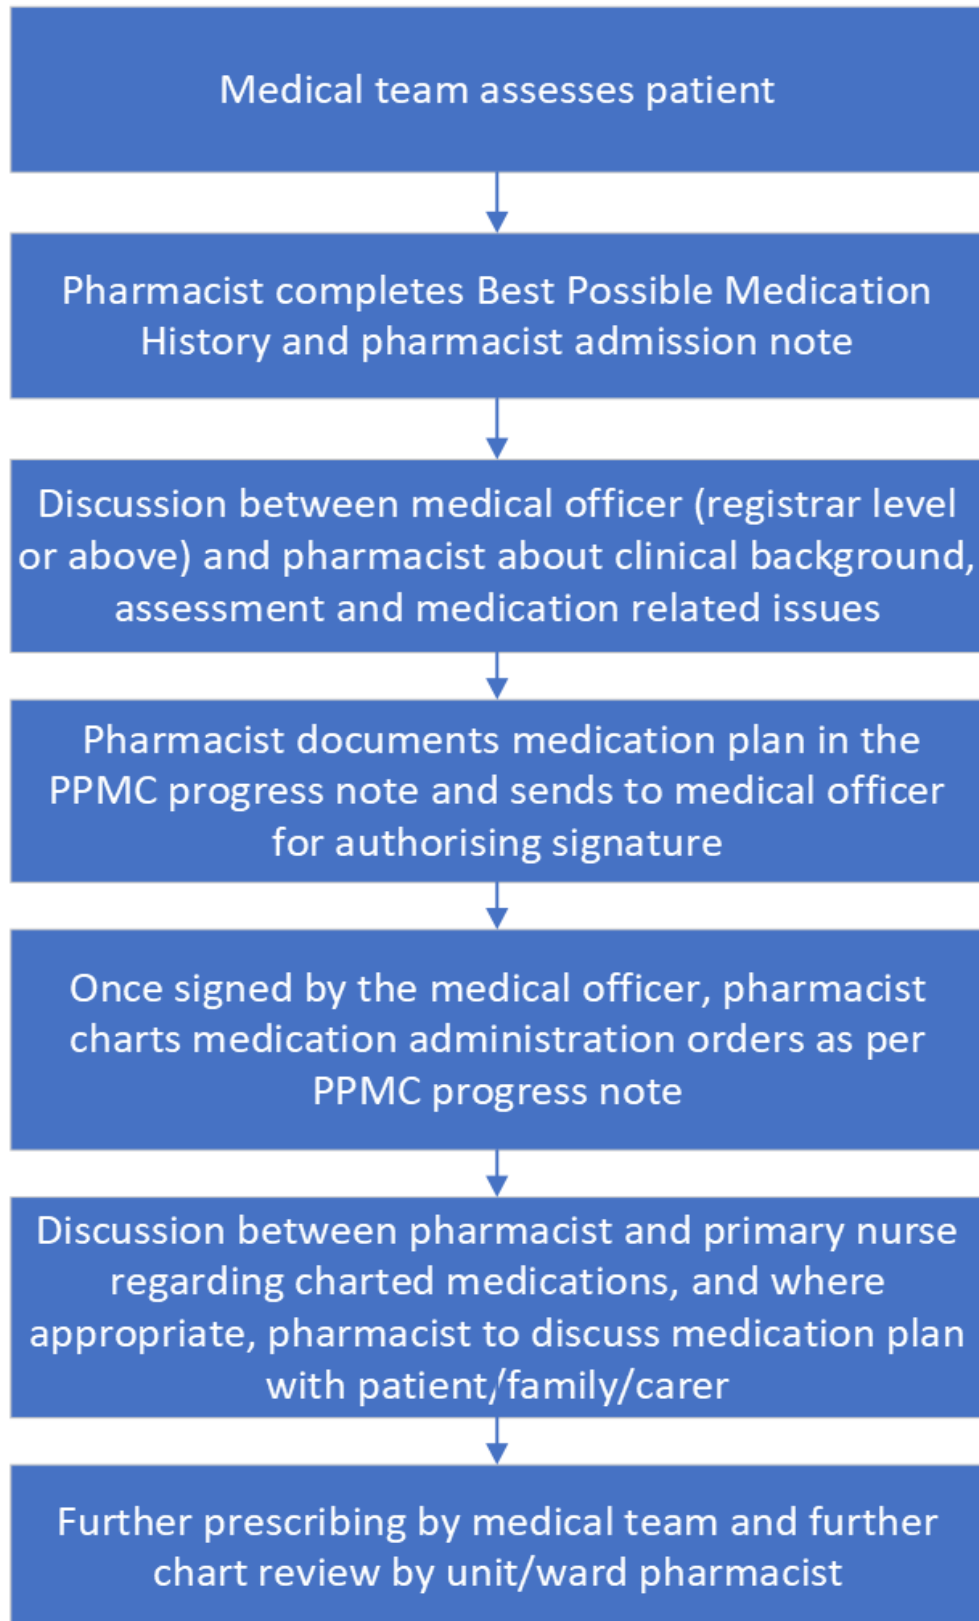 Medical team assesses patient
Pharmacist completes Best Possible Medication
History and pharmacist admission note
Discussion between medical officer (registrar level
or above) and pharmacist about clinical background,
assessment and medication related issues
Pharmacist documents medication plan in the
PPMC progress note and sends to medical officer
for authorising signature
Once signed by the medical officer, pharmacist
charts medication administration orders as per
PPMC progress note
Discussion between pharmacist and primary nurse
regarding charted medications, and where
appropriate, pharmacist to discuss medication plan
with patient/family/carer
Further prescribing by medical team and further
chart review by unit/ward pharmacist